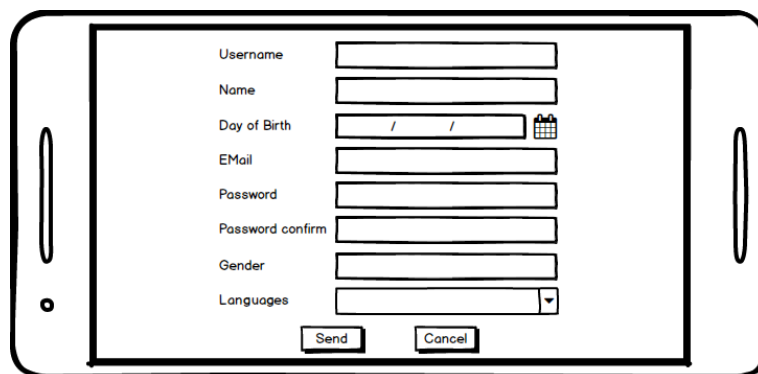 Username
Name
Day of Birth / /
EMail
Password
Password confirm
Gender
Languages
Send Cancel